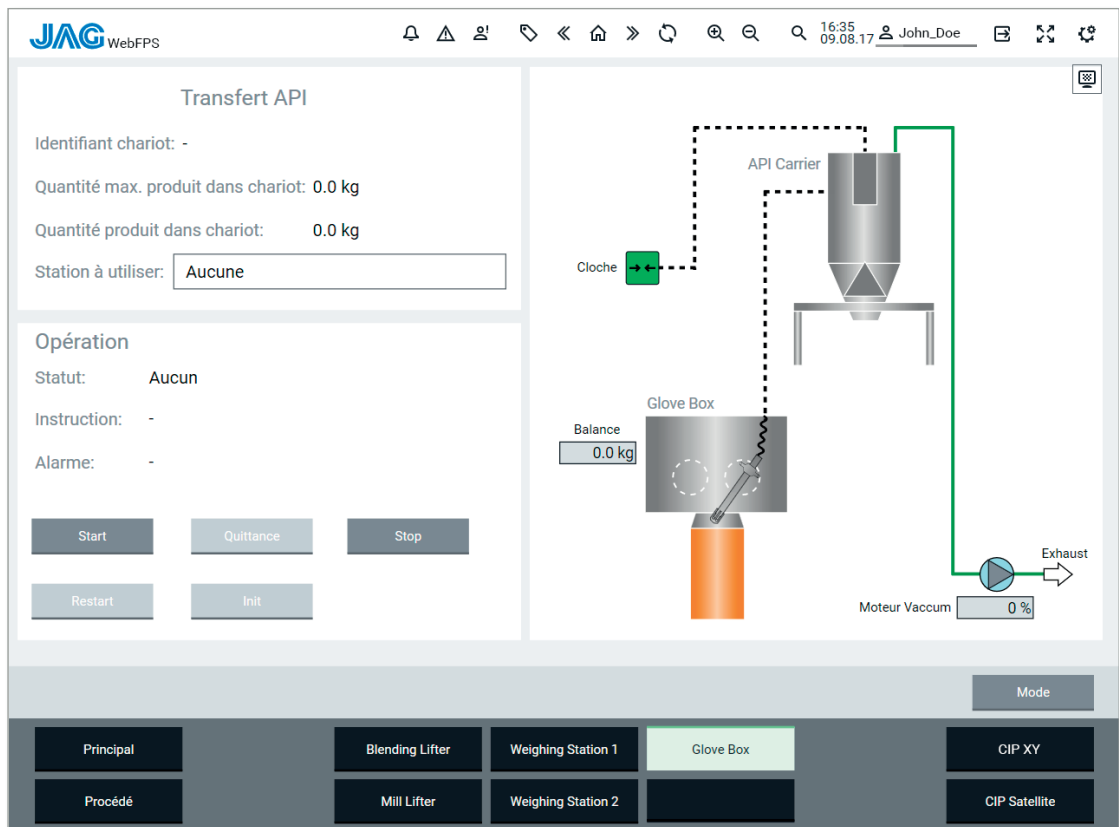 JAG WebFPS
16:35
09.08.17
John_Doe
Transfert API
Identifiant chariot: -
Quantité max. produit dans chariot: 0.0 kg
Quantité produit dans chariot: 0.0 kg
Station à utiliser: Aucune
Opération
Statut: Aucun
Instruction: -
Alarme: -
Start Quittance Stop
Restart Init
API Carrier
Cloche
Glove Box
Balance
0.0 kg
Exhaust
Moteur Vaccum 0 %
Mode
Principal Blending Lifter Weighing Station 1 Glove Box CIP XY
Procédé Mill Lifter Weighing Station 2 CIP Satellite